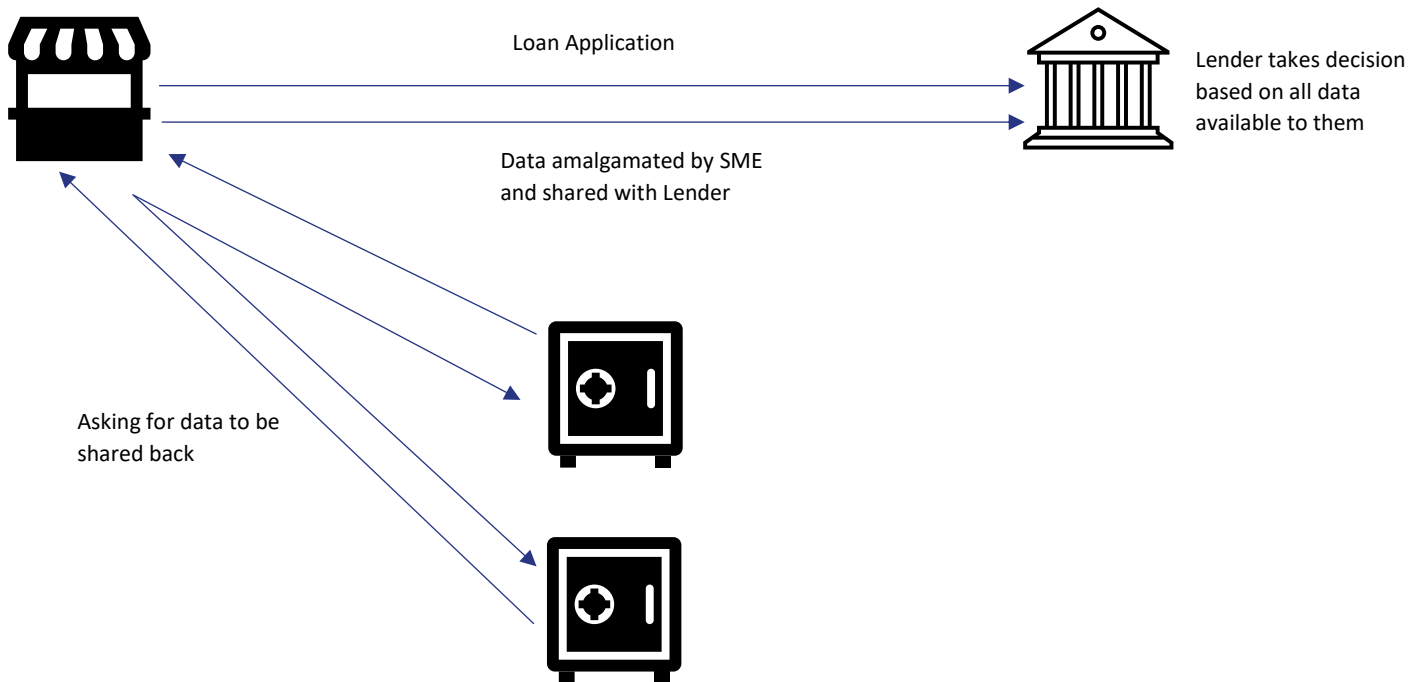 Loan Application
Lender takes decision
based on all data
available to them
Data amalgamated by SME
and shared with Lender
Asking for data to be
shared back